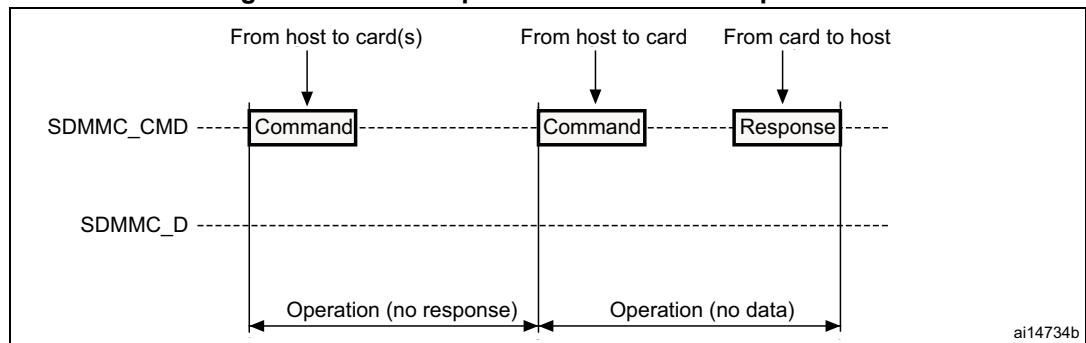 From host to card(s) From host to card From card to host
SDMMC_CMD Command Command Response
SDMMC_D
Operation (no response) Operation (no data)
ai14734b